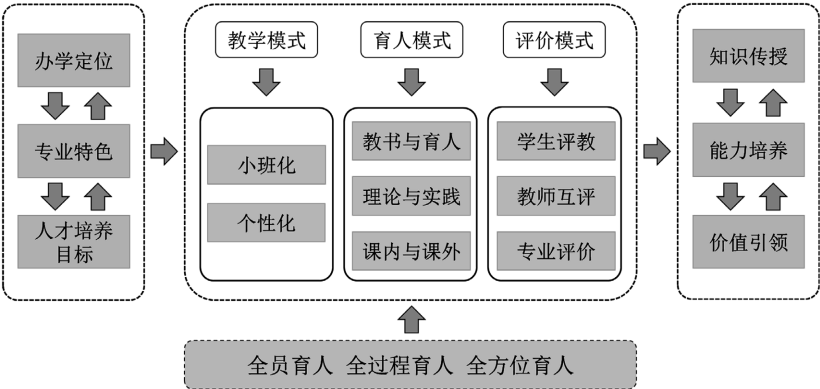 办学定位
专业特色
人才培养
目标
教学模式
小班化
个性化
育人模式
教书与育人
理论与实践
课内与课外
评价模式
学生评教
教师互评
专业评价
知识传授
能力培养
价值引领
全员育人 全过程育人 全方位育人